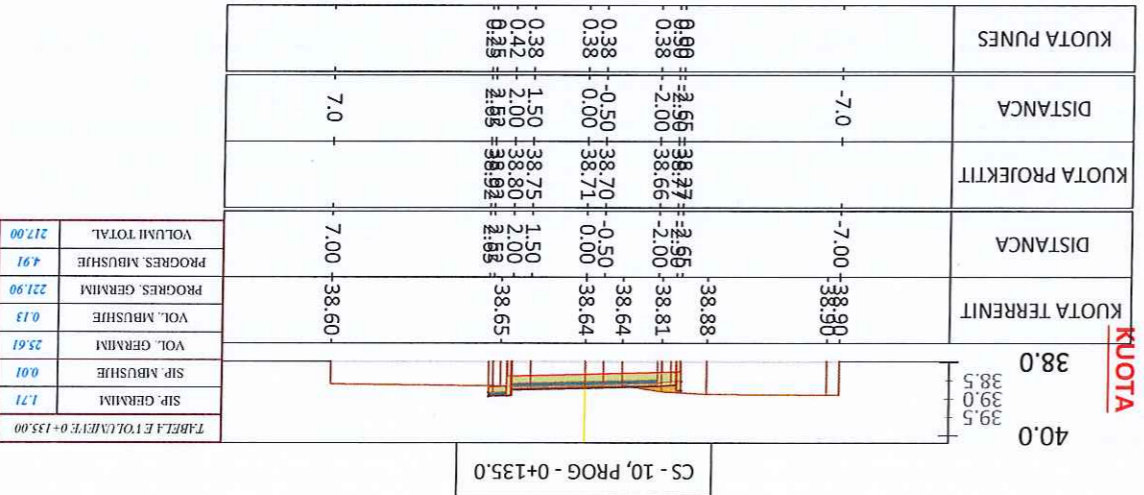 CS - 10, PROG - 0+135.0
KUOTA
40.0
39.5
39.0
38.5
38.0
KUOTA TERRENIT
38.90
38.88
38.81
38.64
38.64
38.65
38.60
DISTANCA
-7.00
-2.00
-0.50
0.00
1.50
2.00
7.00
KUOTA PROJEKTIT
38.66
38.70
38.71
38.75
38.80
DISTANCA
-7.0
-2.00
-0.50
0.00
1.50
2.00
7.0
KUOTA PUNES
0.38
0.38
0.38
0.38
0.42
TABELA E VOLUMEVE 0+135.00
SIP. GERMIM 1.71
SIP. MBUSHJE 0.01
VOL. GERMIM 25.61
VOL. MBUSHJE 0.13
PROGRES. GERMIM 221.90
PROGRES. MBUSHJE 4.91
VOLUMI TOTAL 217.00